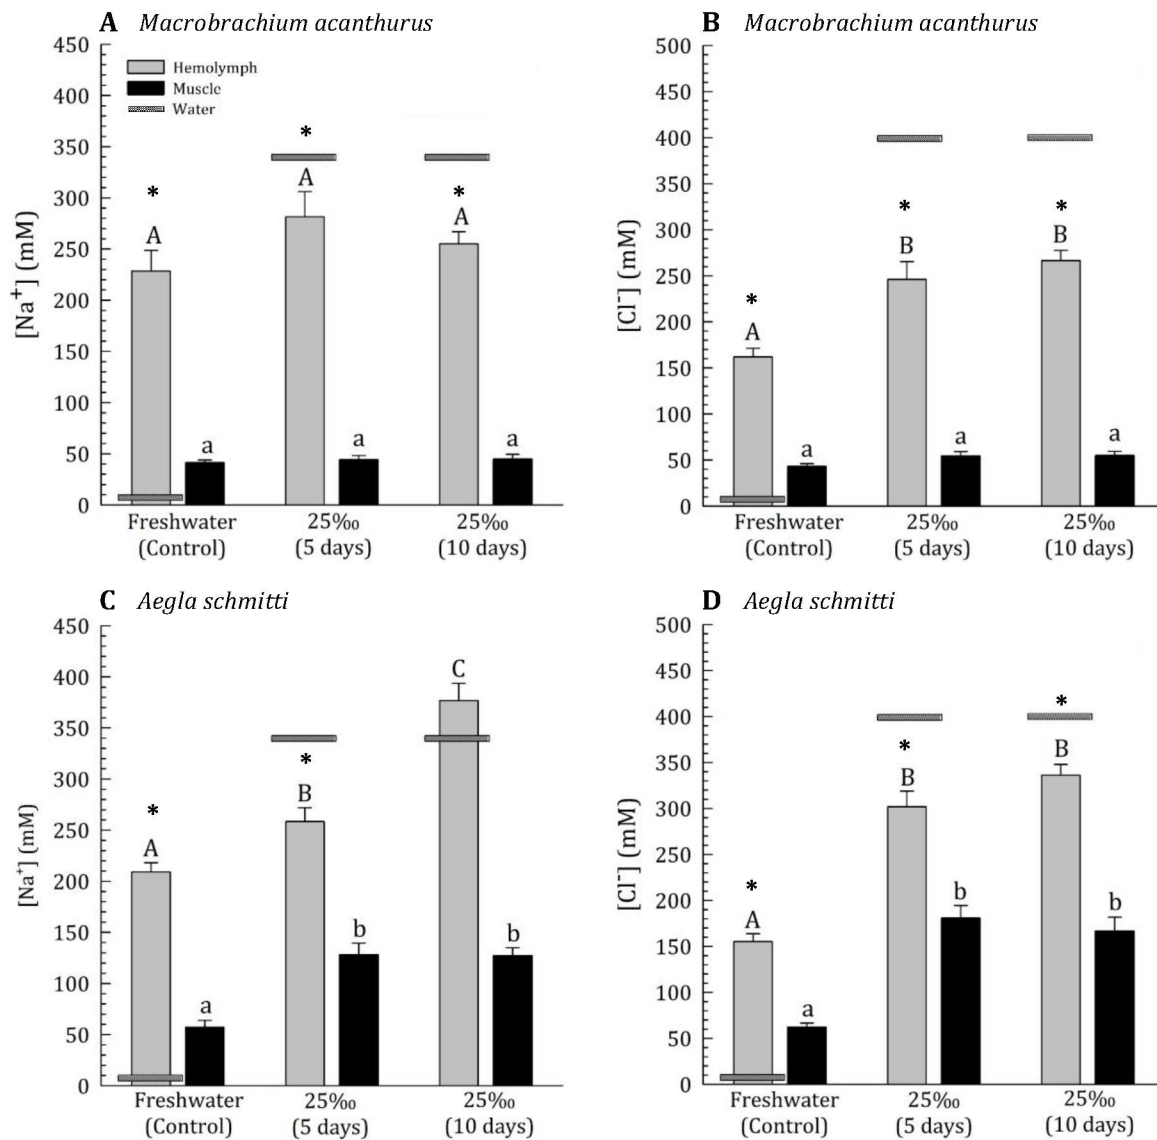 A Macrobrachium acanthurus
450
400
350
300
250
200
150
100
50
0
[Na+] (mM)
Hemolymph
Muscle
Water
*
*
*
A
A
A
a
a
a
Freshwater
(Control)
25‰
(5 days)
25‰
(10 days)
B Macrobrachium acanthurus
500
450
400
350
300
250
200
150
100
50
0
[Cl-] (mM)
*
*
*
A
B
B
a
a
a
Freshwater
(Control)
25‰
(5 days)
25‰
(10 days)
C Aegla schmitti
450
400
350
300
250
200
150
100
50
0
[Na+] (mM)
*
*
A
B
C
a
b
b
Freshwater
(Control)
25‰
(5 days)
25‰
(10 days)
D Aegla schmitti
500
450
400
350
300
250
200
150
100
50
0
[Cl-] (mM)
*
*
*
A
B
B
a
b
b
Freshwater
(Control)
25‰
(5 days)
25‰
(10 days)